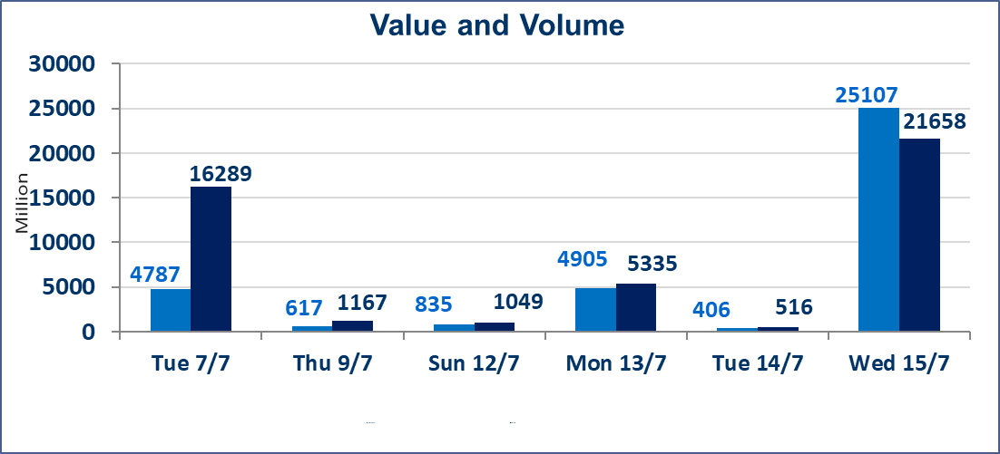 Value and Volume
30000
25000
20000
15000
10000
5000
0
Million
4787
16289
617
1167
835
1049
4905
5335
406
516
25107
21658
Tue 7/7
Thu 9/7
Sun 12/7
Mon 13/7
Tue 14/7
Wed 15/7